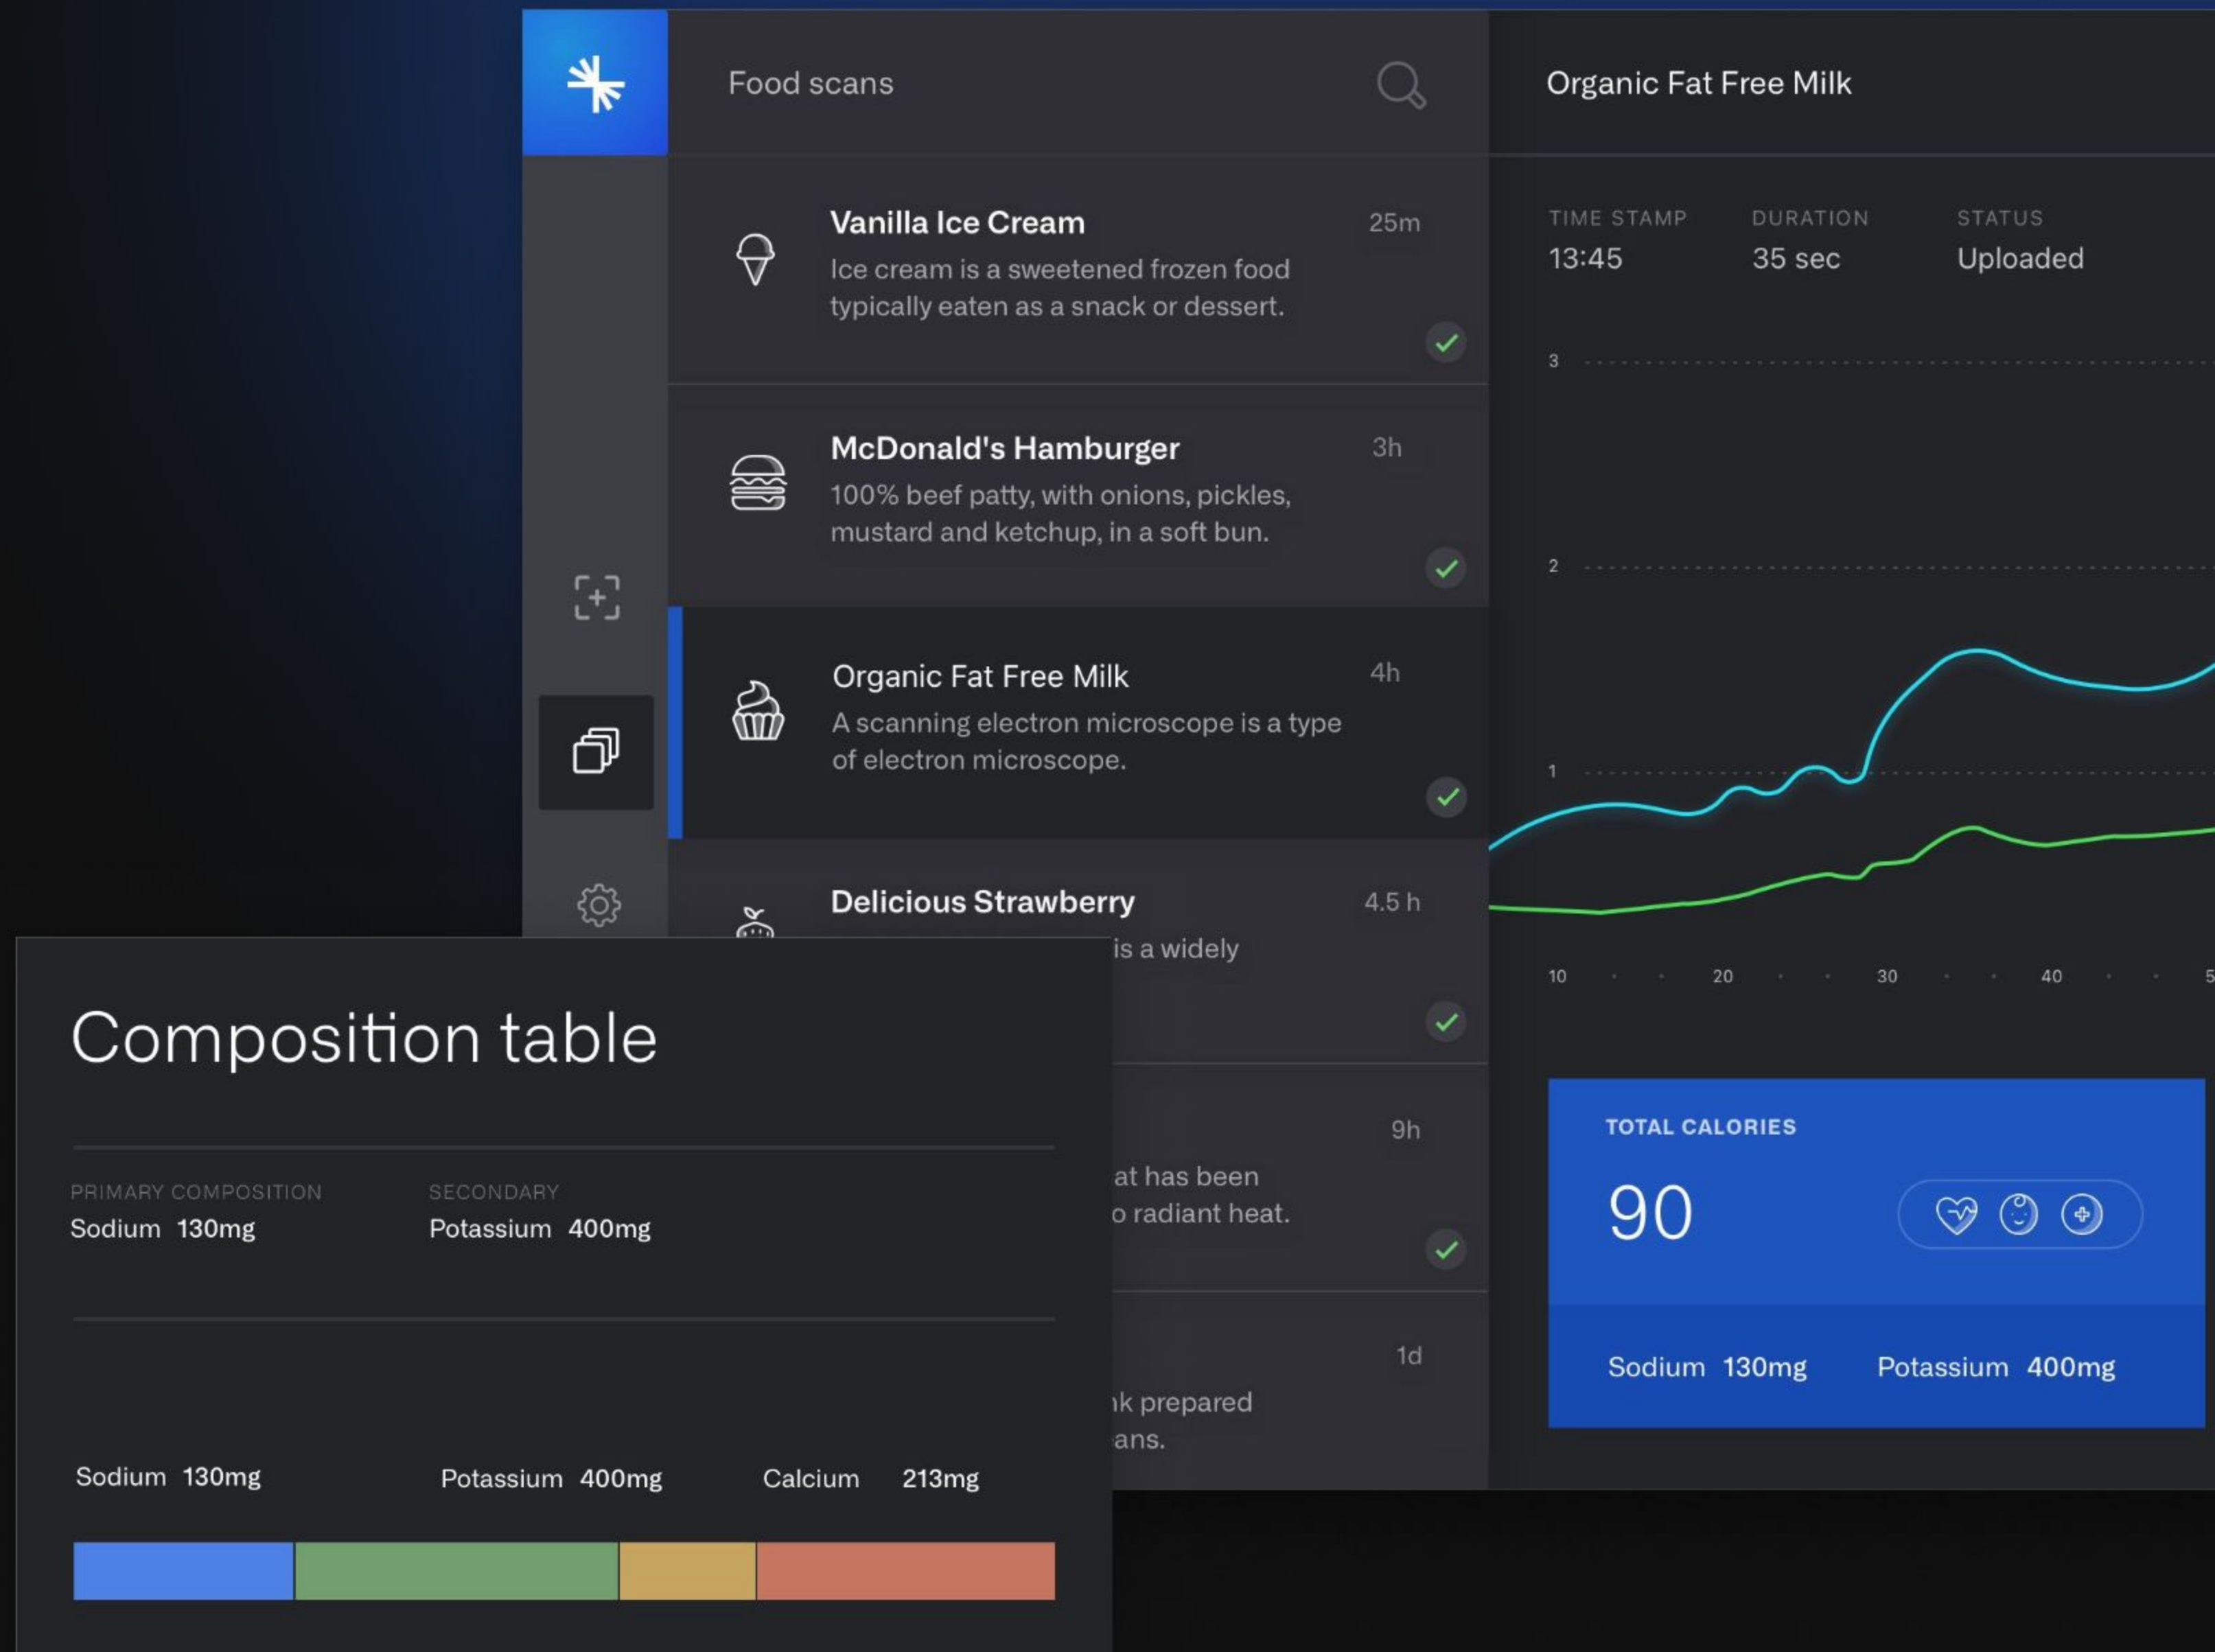 Food scans
Vanilla Ice Cream
25m
Ice cream is a sweetened frozen food
typically eaten as a snack or dessert.
McDonald's Hamburger
3h
100% beef patty, with onions, pickles,
mustard and ketchup, in a soft bun.
Organic Fat Free Milk
4h
A scanning electron microscope is a type
of electron microscope.
Delicious Strawberry
4.5 h
is a widely
9h
at has been
radiant heat.
1d
prepared
Organic Fat Free Milk
TIME STAMP DURATION STATUS
13:45 35 sec Uploaded
3
2
1
10 20 30 40
TOTAL CALORIES
90
Sodium 130mg Potassium 400mg
Composition table
PRIMARY COMPOSITION SECONDARY
Sodium 130mg Potassium 400mg
Sodium 130mg Potassium 400mg Calcium 213mg